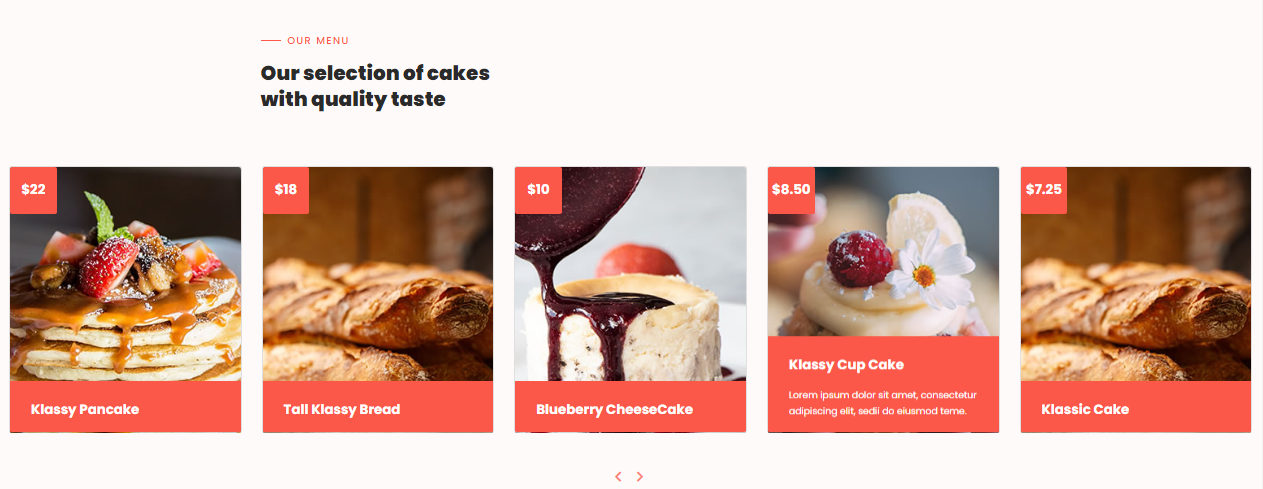 OUR MENU
Our selection of cakes
with quality taste
$22
$18
$10
$8.50
$7.25
Klassy Pancake
Tall Klassy Bread
Blueberry CheeseCake
Klassy Cup Cake
Lorem ipsum dolor sit amet, consectetur
adipiscing elit, sedii do eiusmod teme.
Klassic Cake